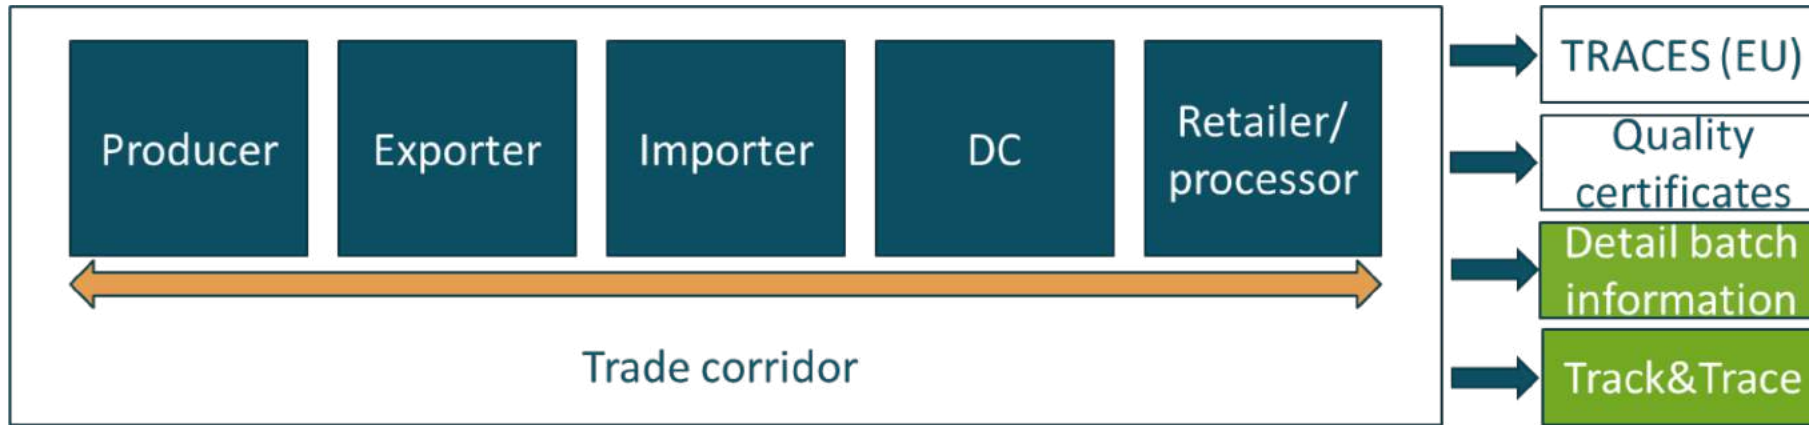 Producer
Exporter
Importer
DC
Retailer/
processor
Trade corridor
TRACES (EU)
Quality
certificates
Detail batch
information
Track&Trace